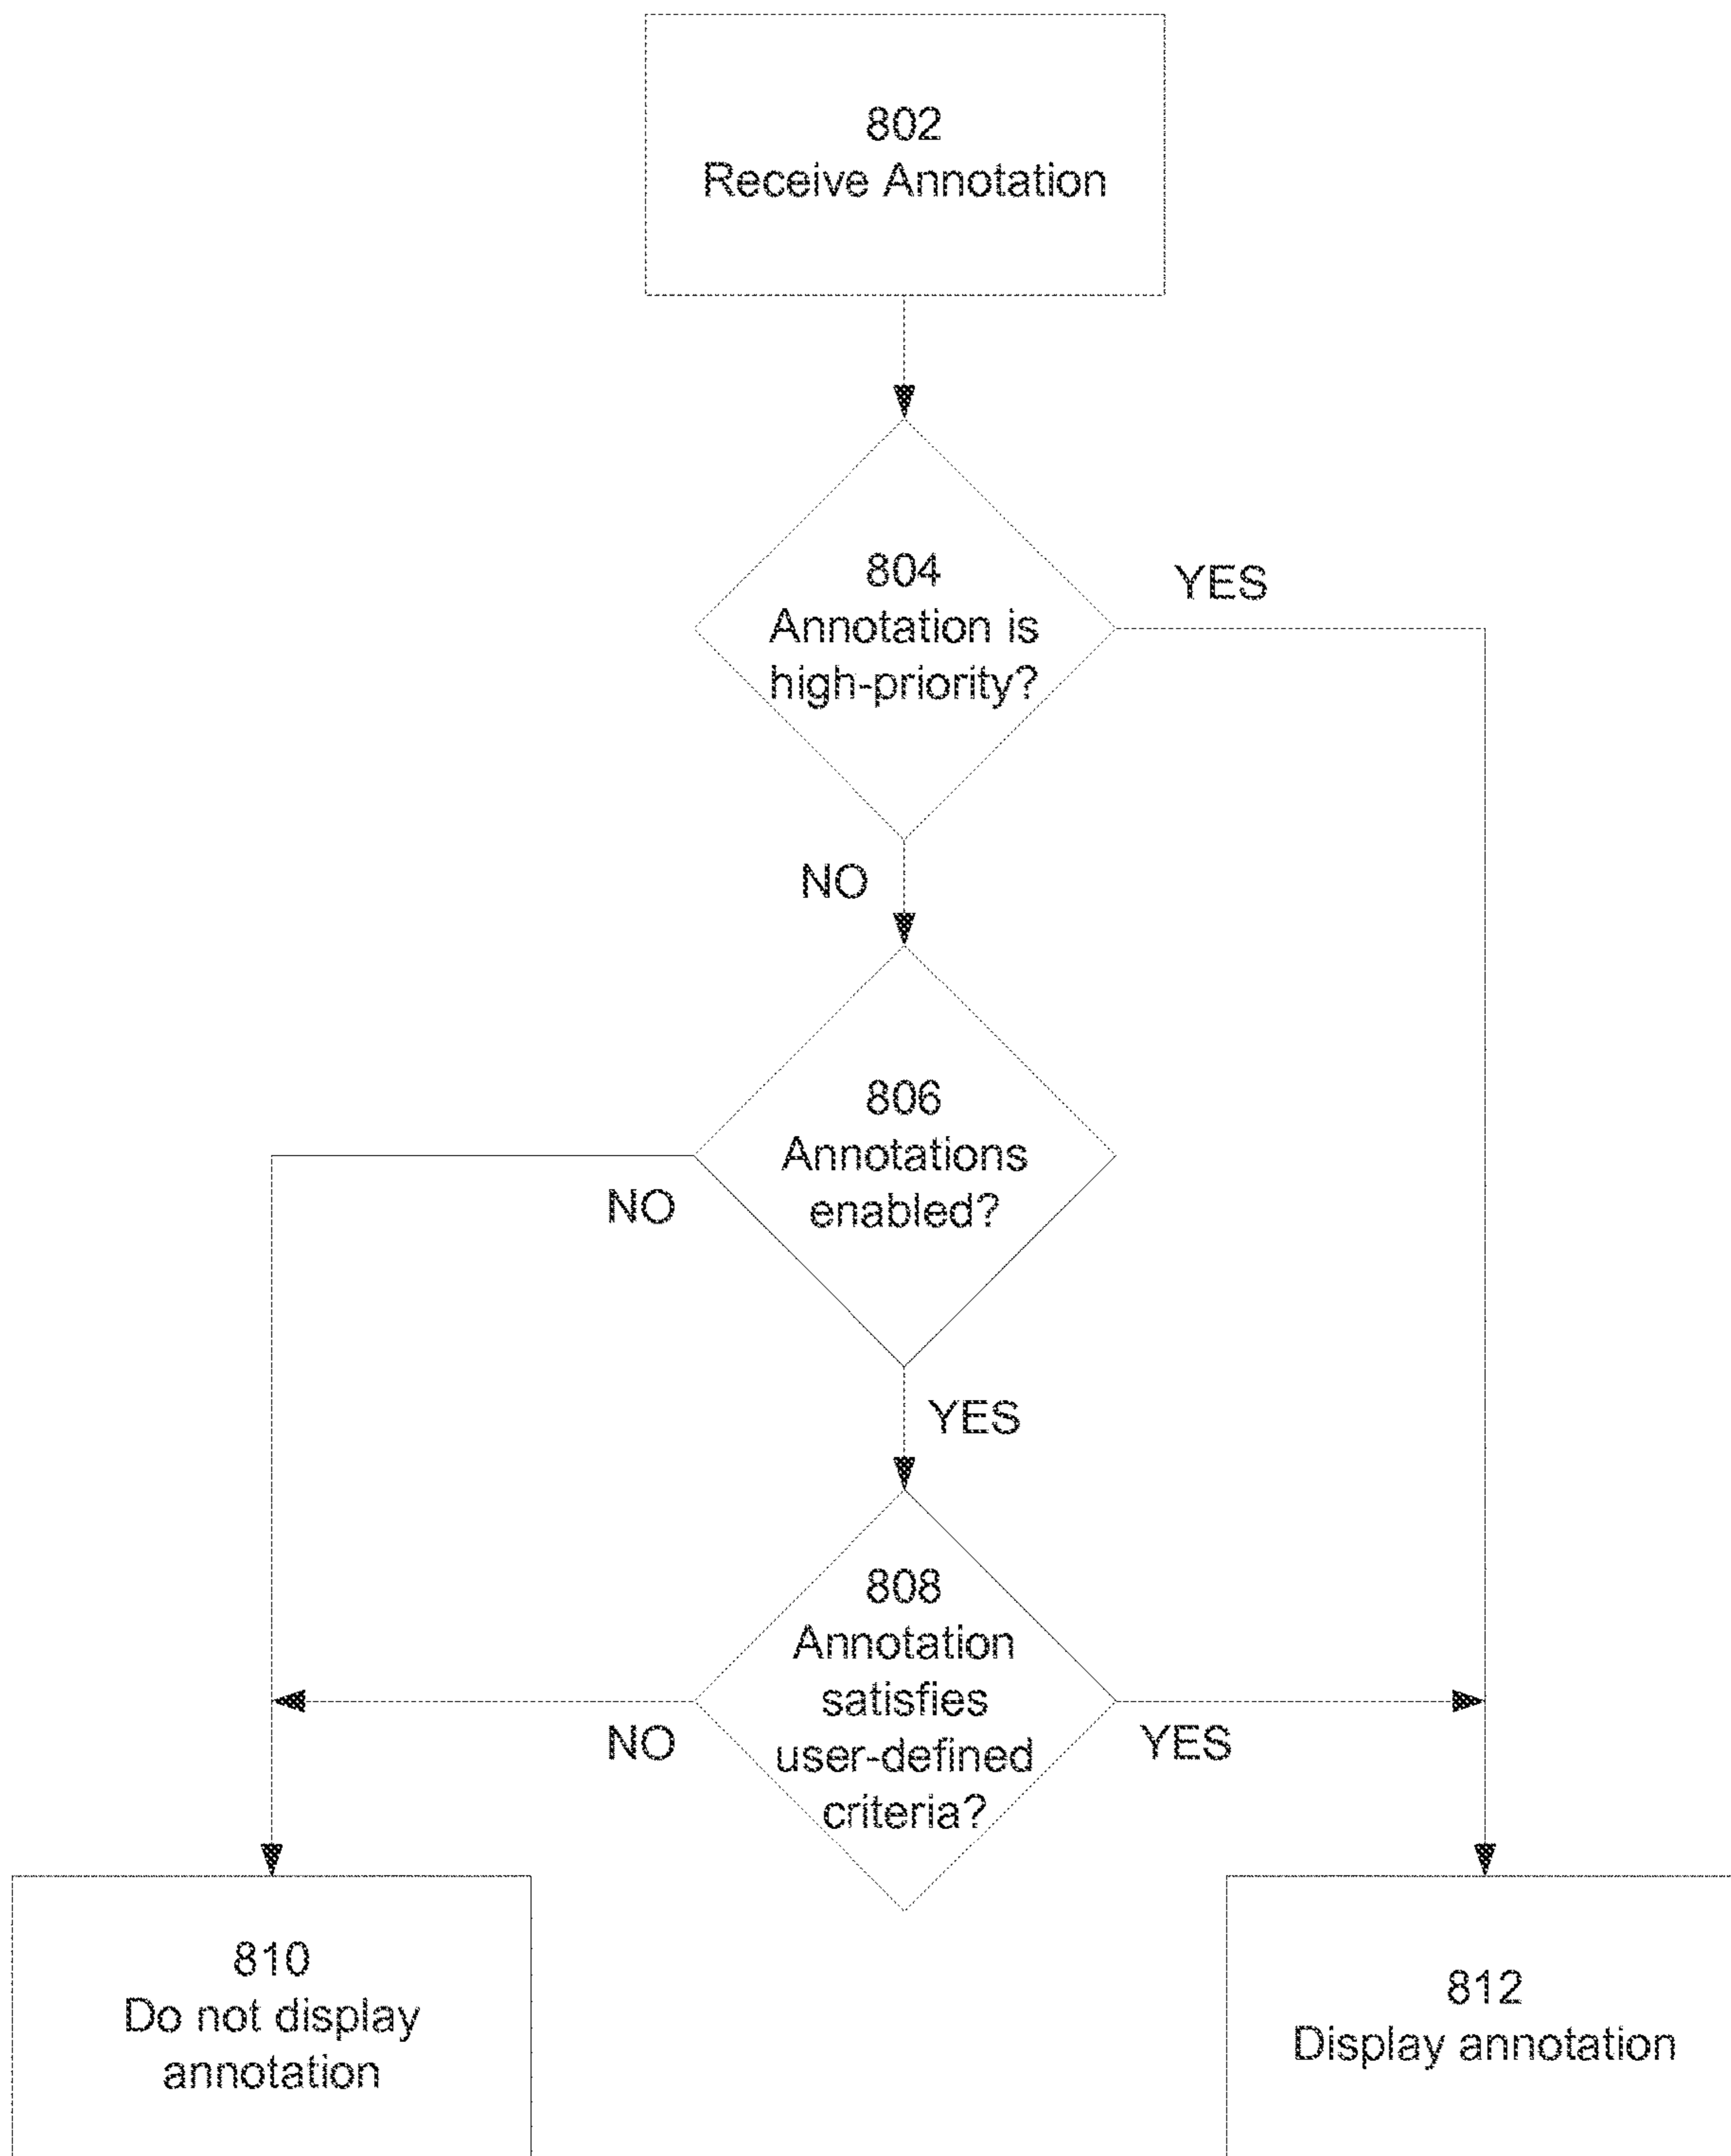 802
Receive Annotation
804
Annotation is
high-priority?
YES
NO
806
Annotations
enabled?
NO
YES
808
Annotation
satisfies
user-defined
criteria?
NO
YES
810
Do not display
annotation
812
Display annotation